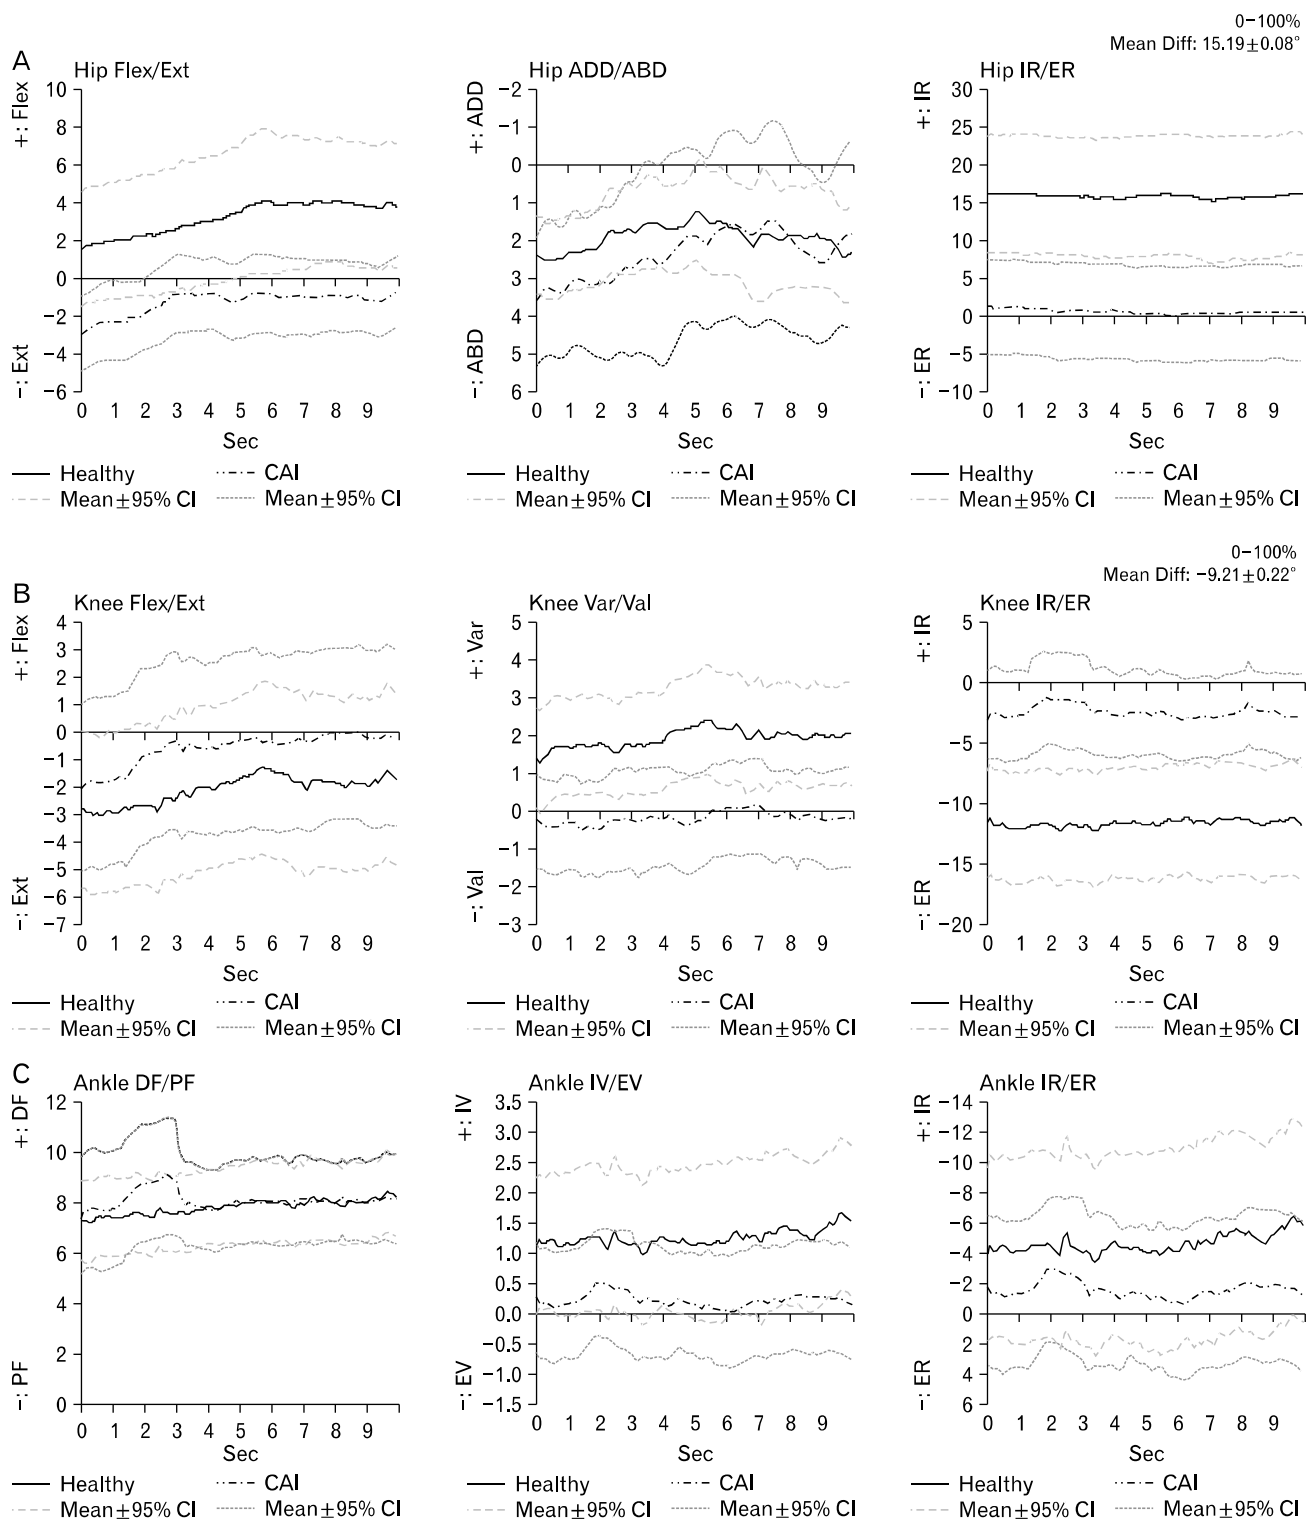 0–100%
Mean Diff: 15.19±0.08°
A
Hip Flex/Ext
Hip ADD/ABD
Hip IR/ER
+: Flex
–: Ext
10
8
6
4
2
0
−2
−4
−6
0 1 2 3 4 5 6 7 8 9
Sec
+: ADD
–: ABD
−2
−1
0
1
2
3
4
5
6
0 1 2 3 4 5 6 7 8 9
Sec
+: IR
–: ER
30
25
20
15
10
5
0
−5
−10
0 1 2 3 4 5 6 7 8 9
Sec
Healthy CAI
Mean±95% CI Mean±95% CI
Healthy CAI
Mean±95% CI Mean±95% CI
Healthy CAI
Mean±95% CI Mean±95% CI
0–100%
Mean Diff: −9.21±0.22°
B
Knee Flex/Ext
Knee Var/Val
Knee IR/ER
+: Flex
–: Ext
4
3
2
1
0
−1
−2
−3
−4
−5
−6
−7
0 1 2 3 4 5 6 7 8 9
Sec
+: Var
–: Val
5
4
3
2
1
0
−1
−2
−3
0 1 2 3 4 5 6 7 8 9
Sec
+: IR
–: ER
5
0
−5
−10
−15
−20
0 1 2 3 4 5 6 7 8 9
Sec
Healthy CAI
Mean±95% CI Mean±95% CI
Healthy CAI
Mean±95% CI Mean±95% CI
Healthy CAI
Mean±95% CI Mean±95% CI
C
Ankle DF/PF
Ankle IV/EV
Ankle IR/ER
+: DF
–: PF
12
10
8
6
4
2
0
0 1 2 3 4 5 6 7 8 9
Sec
+: IV
–: EV
3.5
3.0
2.5
2.0
1.5
1.0
0.5
0.0
−0.5
−1.0
−1.5
0 1 2 3 4 5 6 7 8 9
Sec
+: IR
–: ER
−14
−12
−10
−8
−6
−4
−2
0
2
4
6
0 1 2 3 4 5 6 7 8 9
Sec
Healthy CAI
Mean±95% CI Mean±95% CI
Healthy CAI
Mean±95% CI Mean±95% CI
Healthy CAI
Mean±95% CI Mean±95% CI